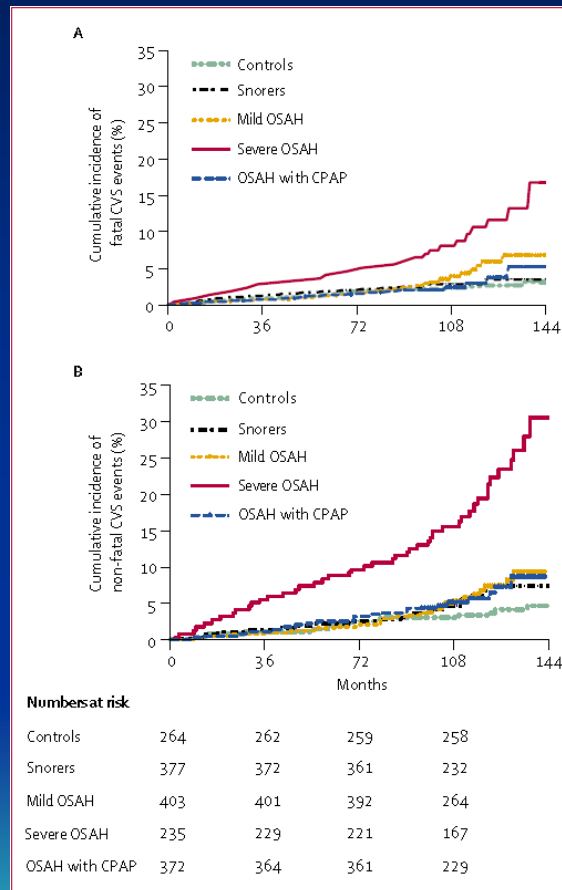 A
Cumulative incidence of
fatal CVS events (%)
35
30
25
20
15
10
5
0
Controls
Snorers
Mild OSAH
Severe OSAH
OSAH with CPAP
0 36 72 108 144
B
Cumulative incidence of
non-fatal CVS events (%)
35
30
25
20
15
10
5
0
Controls
Snorers
Mild OSAH
Severe OSAH
OSAH with CPAP
0 36 72 108 144
Months
Numbers at risk
Controls 264 262 259 258
Snorers 377 372 361 232
Mild OSAH 403 401 392 264
Severe OSAH 235 229 221 167
OSAH with CPAP 372 364 361 229